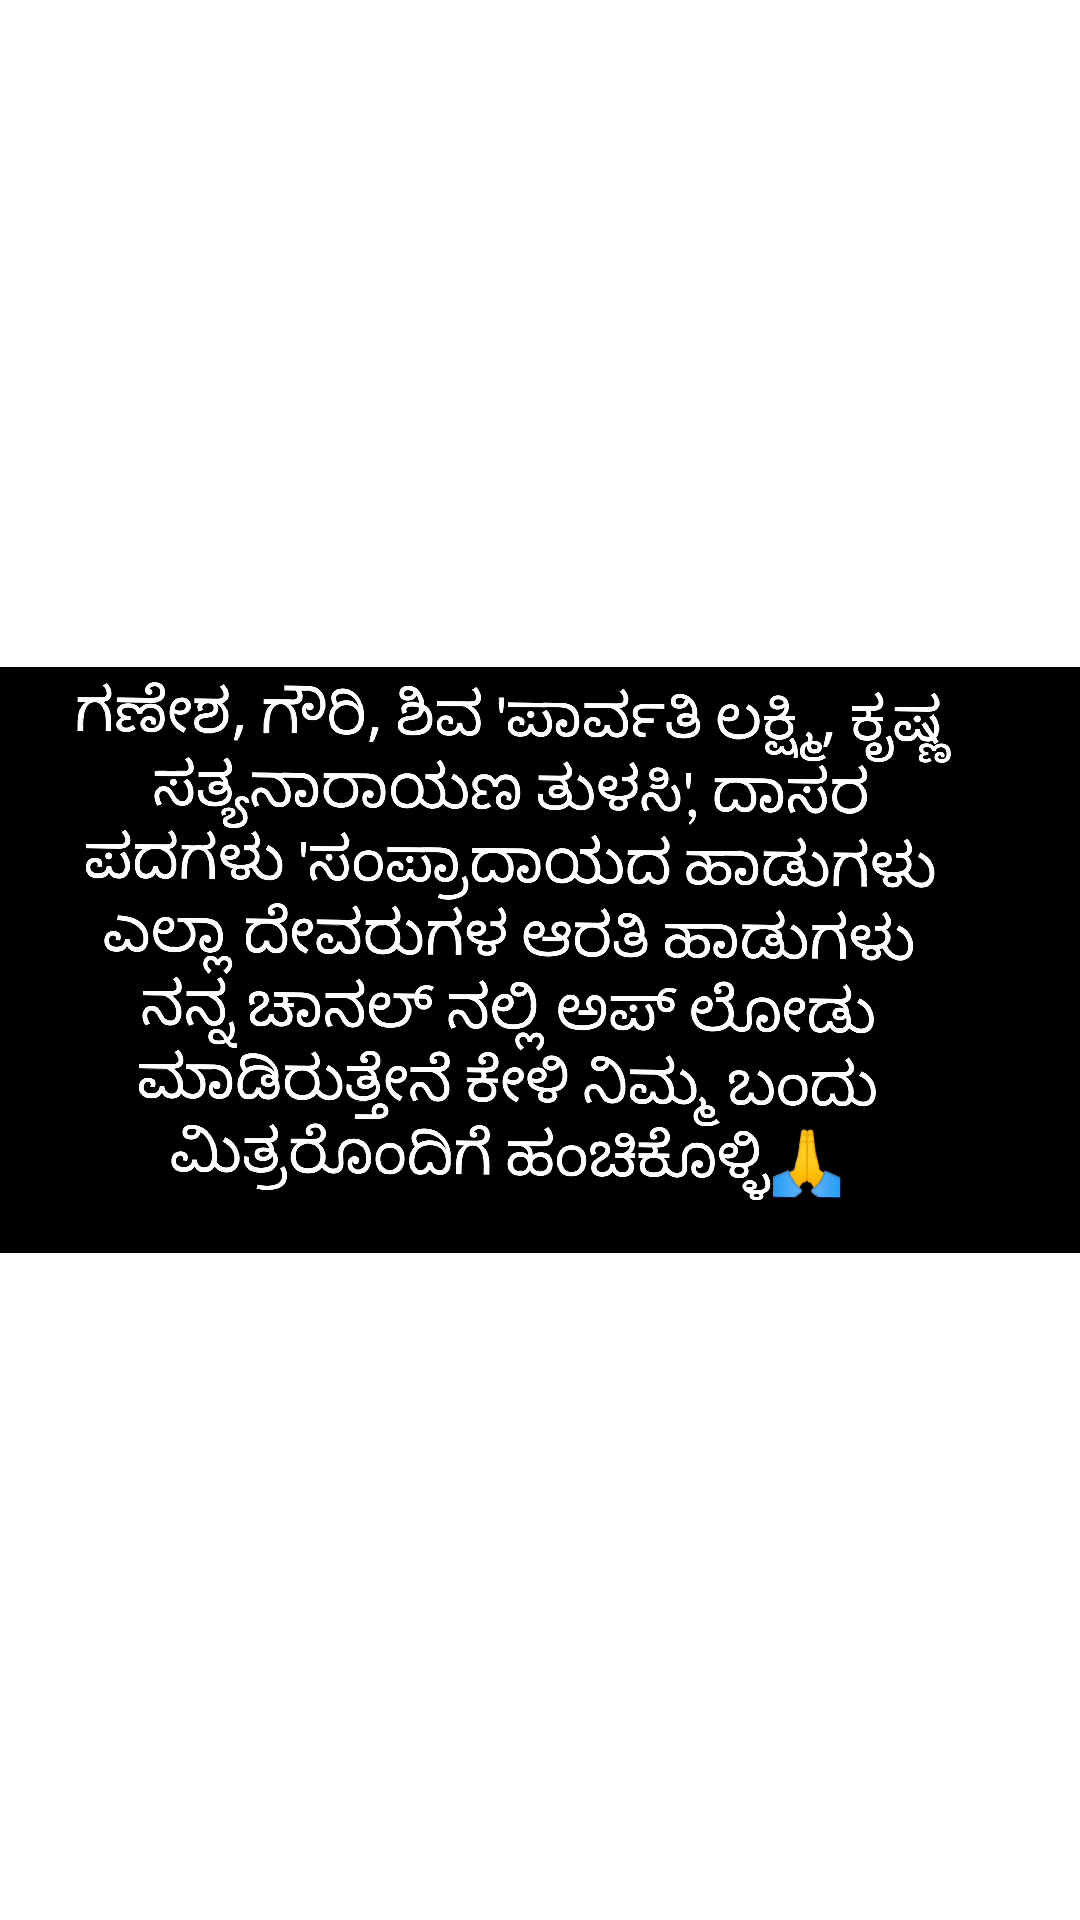 ಗಣೇಶ, ಗೌರಿ, ಶಿವ 'ಪಾರ್ವತಿ ಲಕ್ಷ್ಮಿ, ಕೃಷ್ಣ
ಸತ್ಯನಾರಾಯಣ ತುಳಸಿ', ದಾಸರ
ಪದಗಳು 'ಸಂಪ್ರಾದಾಯದ ಹಾಡುಗಳು
ಎಲ್ಲಾ ದೇವರುಗಳ ಆರತಿ ಹಾಡುಗಳು
ನನ್ನ ಚಾನಲ್ ನಲ್ಲಿ ಅಪ್ ಲೋಡು
ಮಾಡಿರುತ್ತೇನೆ ಕೇಳಿ ನಿಮ್ಮ ಬಂದು
ಮಿತ್ರರೊಂದಿಗೆ ಹಂಚಿಕೊಳ್ಳಿ🙏